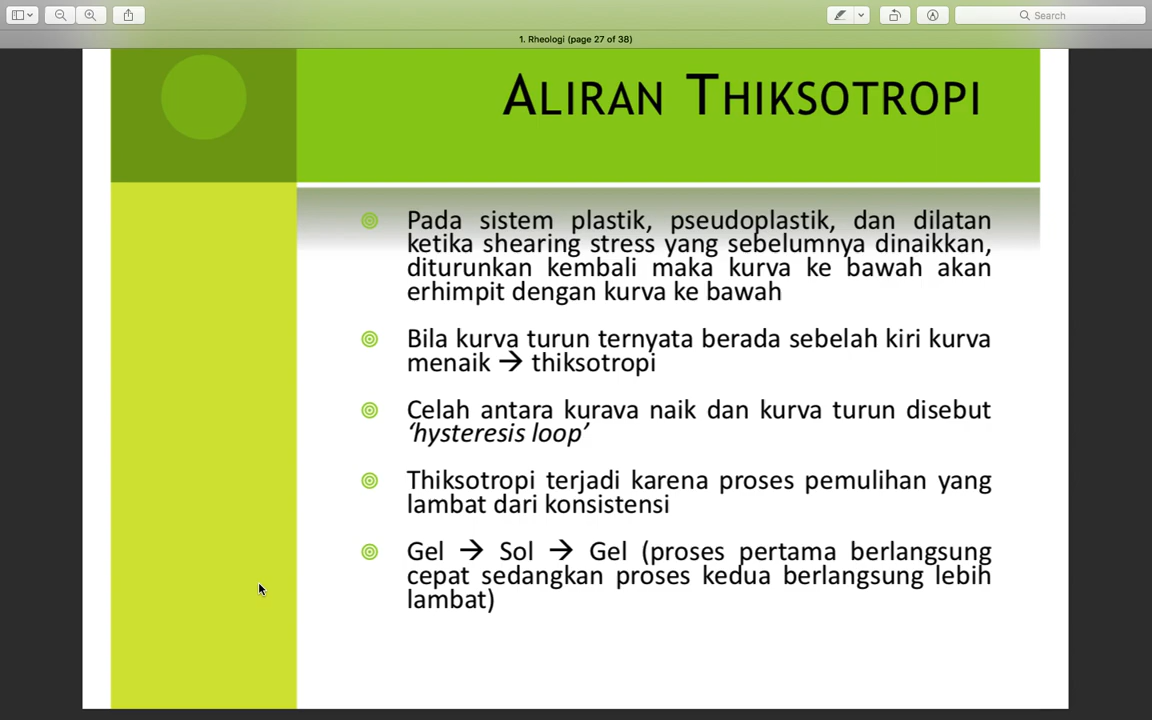 1. Rheologi (page 27 of 38)
Search
ALIRAN THIKSOTROPI
Pada sistem plastik, pseudoplastik, dan dilatan
ketika shearing stress yang sebelumnya dinaikkan,
diturunkan kembali maka kurva ke bawah akan
erhimpit dengan kurva ke bawah
Bila kurva turun ternyata berada sebelah kiri kurva
menaik → thiksotropi
Celah antara kurava naik dan kurva turun disebut
‘hysteresis loop’
Thiksotropi terjadi karena proses pemulihan yang
lambat dari konsistensi
Gel → Sol → Gel (proses pertama berlangsung
cepat sedangkan proses kedua berlangsung lebih
lambat)